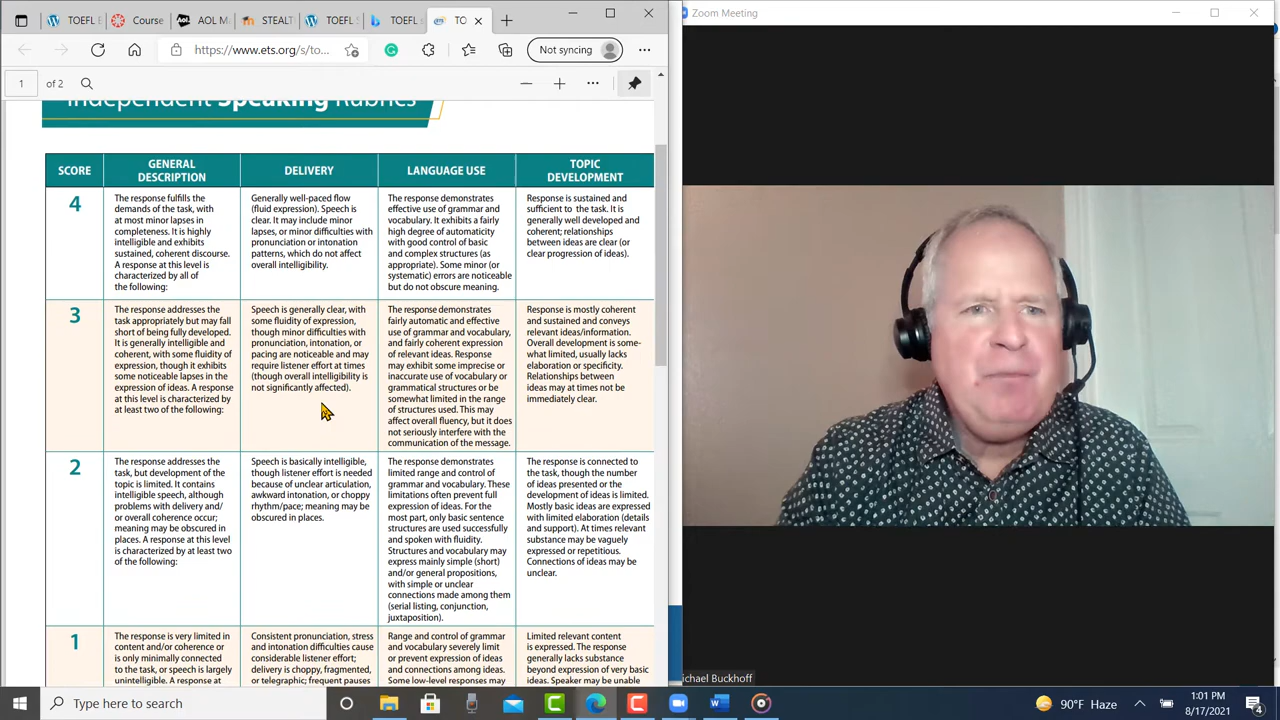 TOEFL E
Course
AOL M
STEALT
TOEFL S
TOEFL
TO
https://www.ets.org/s/to...
Not syncing
1 of 2
Independent Speaking Rubrics
SCORE
GENERAL
DESCRIPTION
DELIVERY
LANGUAGE USE
TOPIC
DEVELOPMENT
4
The response fulfills the
demands of the task, with
at most minor lapses in
completeness. It is highly
intelligible and exhibits
sustained, coherent discourse.
A response at this level is
characterized by all of
the following:
Generally well-paced flow
(fluid expression). Speech is
clear. It may include minor
lapses, or minor difficulties with
pronunciation or intonation
patterns, which do not affect
overall intelligibility.
The response demonstrates
effective use of grammar and
vocabulary. It exhibits a fairly
high degree of automaticity
with good control of basic
and complex structures (as
appropriate). Some minor (or
systematic) errors are noticeable
but do not obscure meaning.
Response is sustained and
sufficient to the task. It is
generally well developed and
coherent; relationships
between ideas are clear (or
clear progression of ideas).
3
The response addresses the
task appropriately but may fall
short of being fully developed.
It is generally intelligible and
coherent, with some fluidity of
expression, though it exhibits
some noticeable lapses in the
expression of ideas. A response
at this level is characterized by
at least two of the following:
Speech is generally clear, with
some fluidity of expression,
though minor difficulties with
pronunciation, intonation, or
pacing are noticeable and may
require listener effort at times
(though overall intelligibility is
not significantly affected).
The response demonstrates
fairly automatic and effective
use of grammar and vocabulary,
and fairly coherent expression
of relevant ideas. Response
may exhibit some imprecise or
inaccurate use of vocabulary or
grammatical structures or be
somewhat limited in the range
of structures used. This may
affect overall fluency, but it does
not seriously interfere with the
communication of the message.
Response is mostly coherent
and sustained and conveys
relevant ideas/information.
Overall development is some-
what limited, usually lacks
elaboration or specificity.
Relationships between
ideas may at times not be
immediately clear.
2
The response addresses the
task, but development of the
topic is limited. It contains
intelligible speech, although
problems with delivery and/
or overall coherence occur;
meaning may be obscured in
places. A response at this level
is characterized by at least two
of the following:
Speech is basically intelligible,
though listener effort is needed
because of unclear articulation,
awkward intonation, or choppy
rhythm/pace; meaning may be
obscured in places.
The response demonstrates
limited range and control of
grammar and vocabulary. These
limitations often prevent full
expression of ideas. For the
most part, only basic sentence
structures are used successfully
and spoken with fluidity.
Structures and vocabulary may
express mainly simple (short)
and/or general propositions,
with simple or unclear
connections made among them
(serial listing, conjunction,
juxtaposition).
The response is connected to
the task, though the number
of ideas presented or the
development of ideas is limited.
Mostly basic ideas are expressed
with limited elaboration (details
and support). At times relevant
substance may be vaguely
expressed or repetitious.
Connections of ideas may be
unclear.
1
The response is very limited in
content and/or coherence or
is only minimally connected
to the task, or speech is largely
unintelligible. A response at
Consistent pronunciation, stress
and intonation difficulties cause
considerable listener effort;
delivery is choppy, fragmented,
or telegraphic; frequent pauses
Range and control of grammar
and vocabulary severely limit
or prevent expression of ideas
and connections among ideas.
Some low-level responses may
Limited relevant content
is expressed. The response
generally lacks substance
beyond expression of very basic
ideas. Speaker may be unable
Zoom Meeting
ichael Buckhoff
Type here to search
90°F Haze
1:01 PM
8/17/2021
4